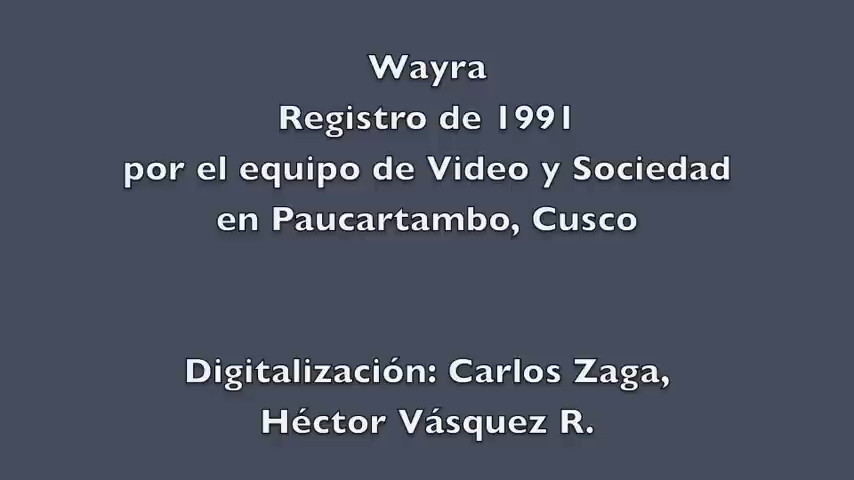 Wayra
Registro de 1991
por el equipo de Video y Sociedad
en Paucartambo, Cusco
Digitalización: Carlos Zaga,
Héctor Vásquez R.